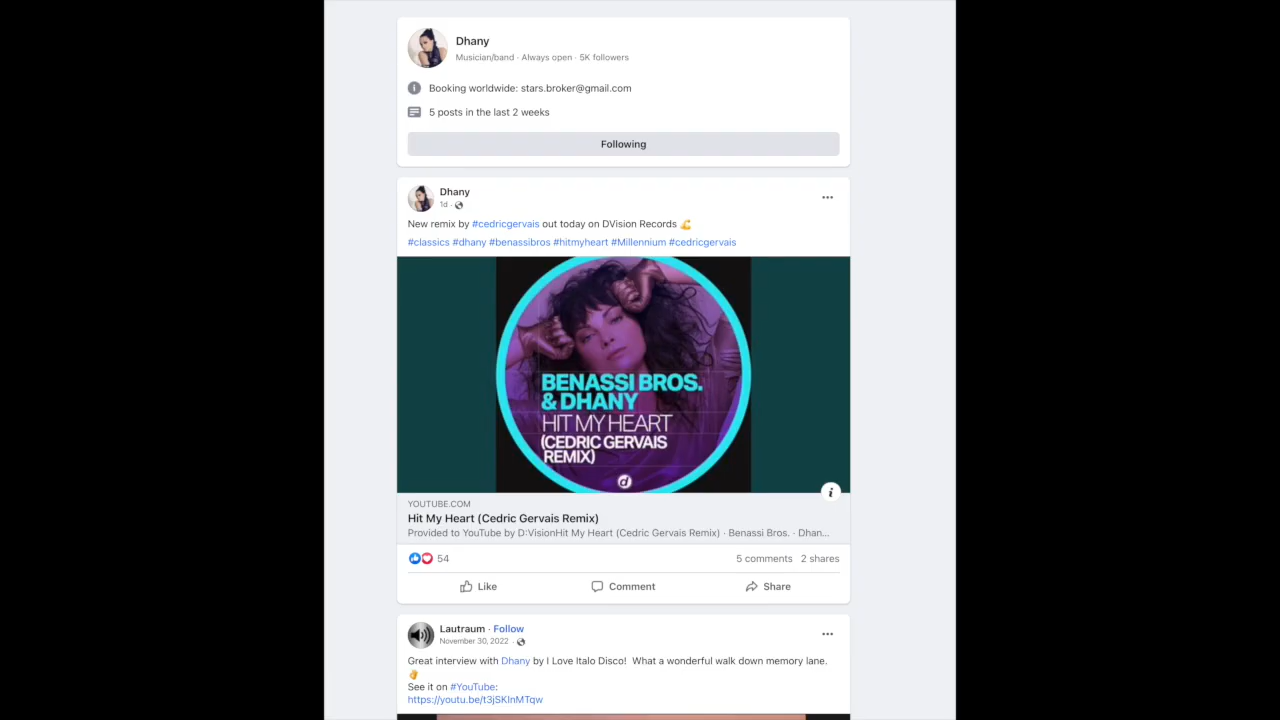 Dhany
Musician/band · Always open · 5K followers
Booking worldwide: stars.broker@gmail.com
5 posts in the last 2 weeks
Following
Dhany
1d ·
New remix by #cedricgervais out today on DVision Records 💪
#classics #dhany #benassibros #hitmyheart #Millennium #cedricgervais
BENASSI BROS.
& DHANY
HIT MY HEART
(CEDRIC GERVAIS
REMIX)
d
YOUTUBE.COM
Hit My Heart (Cedric Gervais Remix)
Provided to YouTube by D:VisionHit My Heart (Cedric Gervais Remix) · Benassi Bros. · Dhan...
54
5 comments 2 shares
Like Comment Share
Lautraum · Follow
November 30, 2022 ·
Great interview with Dhany by I Love Italo Disco! What a wonderful walk down memory lane.
See it on #YouTube:
https://youtu.be/t3jSKInMTqw